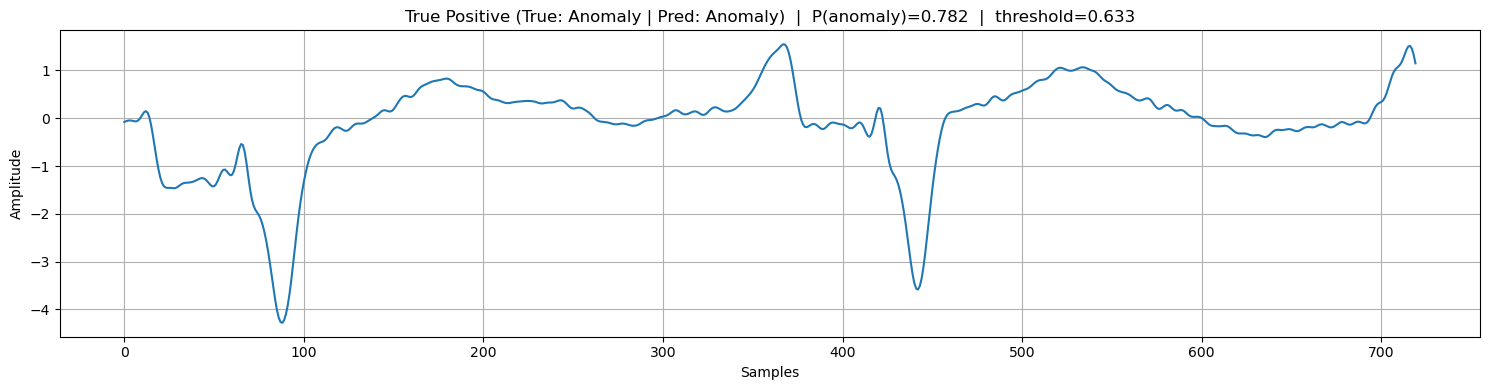 True Positive (True: Anomaly | Pred: Anomaly)  |  P(anomaly)=0.782  |  threshold=0.633
Amplitude
1
0
−1
−2
−3
−4
0 100 200 300 400 500 600 700
Samples